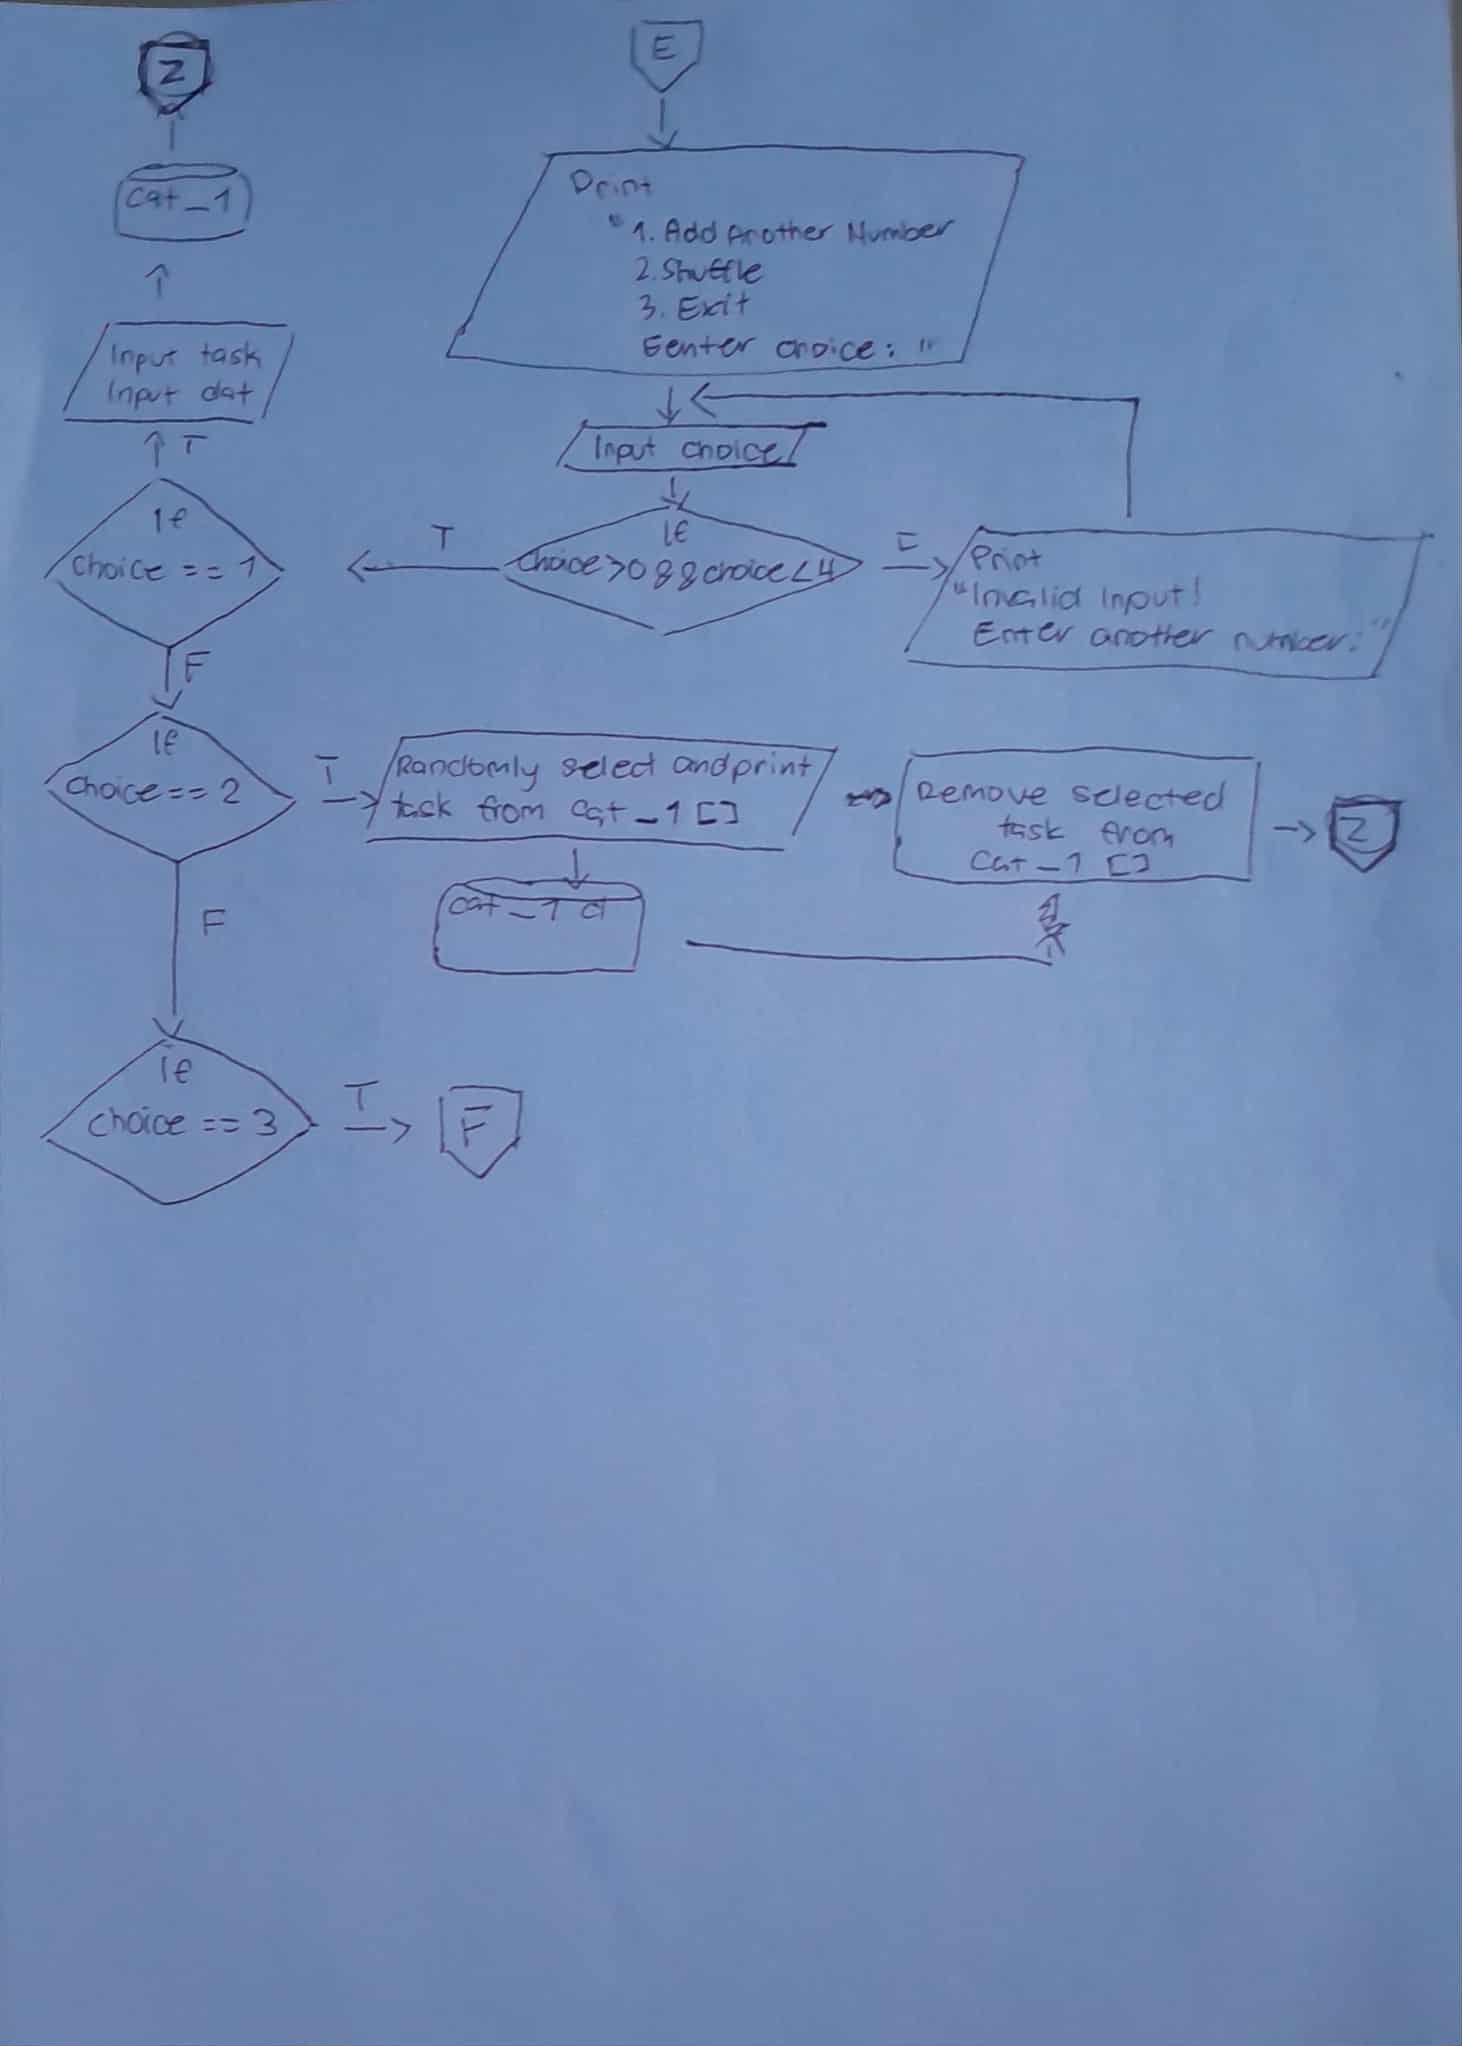 Z
E
Cat_1
Print
"1. Add Another Number
2. Shuffle
3. Exit
Eenter choice: "
Input task
Input dat
T
Input choice
If
choice == 1
T
If
choice>0 && choice<4
F
Print
"Invalid Input!
Enter another number:"
F
If
choice == 2
T
Randomly select and print
task from cat_1 []
Remove selected
task from
Cat_1 []
Z
cat_1 d
F
if
choice == 3
T
F